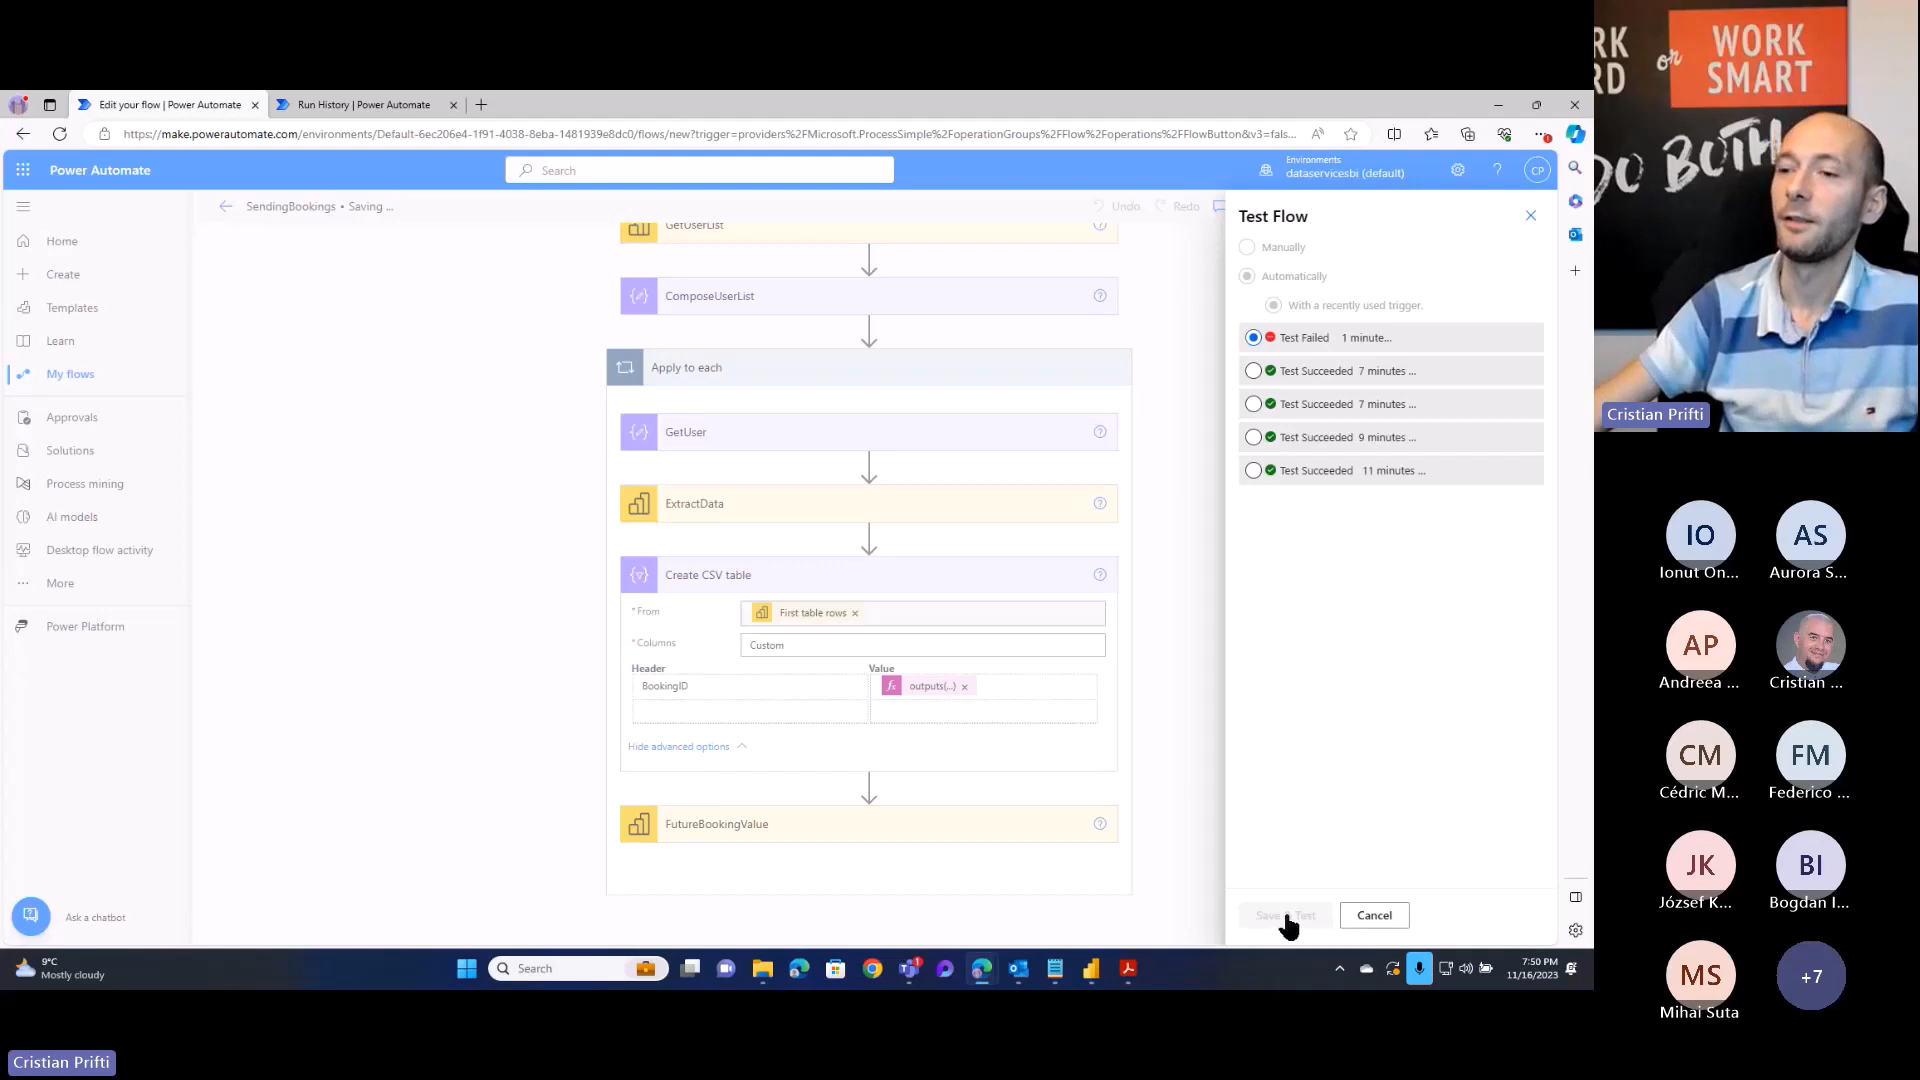 Edit your flow | Power Automate
Run History | Power Automate
https://make.powerautomate.com/environments/Default-6ec206e4-1f91-4038-8eba-1481939e8dc0/flows/new?trigger=providers%2FMicrosoft.ProcessSimple%2FoperationGroups%2FFlow%2Foperations%2FFlowButton&v3=fals...
Power Automate
Search
Environments
dataservicesbi (default)
CP
SendingBookings • Saving ...
Undo
Redo
Home
Create
Templates
Learn
My flows
Approvals
Solutions
Process mining
AI models
Desktop flow activity
More
Power Platform
Ask a chatbot
GetUserList
ComposeUserList
Apply to each
GetUser
ExtractData
Create CSV table
* From
First table rows
* Columns
Custom
Header
Value
BookingID
fx outputs(...)
Hide advanced options
FutureBookingValue
Test Flow
Manually
Automatically
With a recently used trigger.
Test Failed 1 minute...
Test Succeeded 7 minutes ...
Test Succeeded 7 minutes ...
Test Succeeded 9 minutes ...
Test Succeeded 11 minutes ...
Save & Test
Cancel
9°C
Mostly cloudy
Search
7:50 PM
11/16/2023
RK
RD
or
WORK
SMART
DO BOTH
Cristian Prifti
IO
Ionut On...
AS
Aurora S...
AP
Andreea ...
Cristian ...
CM
Cédric M...
FM
Federico ...
JK
József K...
BI
Bogdan I...
MS
Mihai Suta
+7
Cristian Prifti